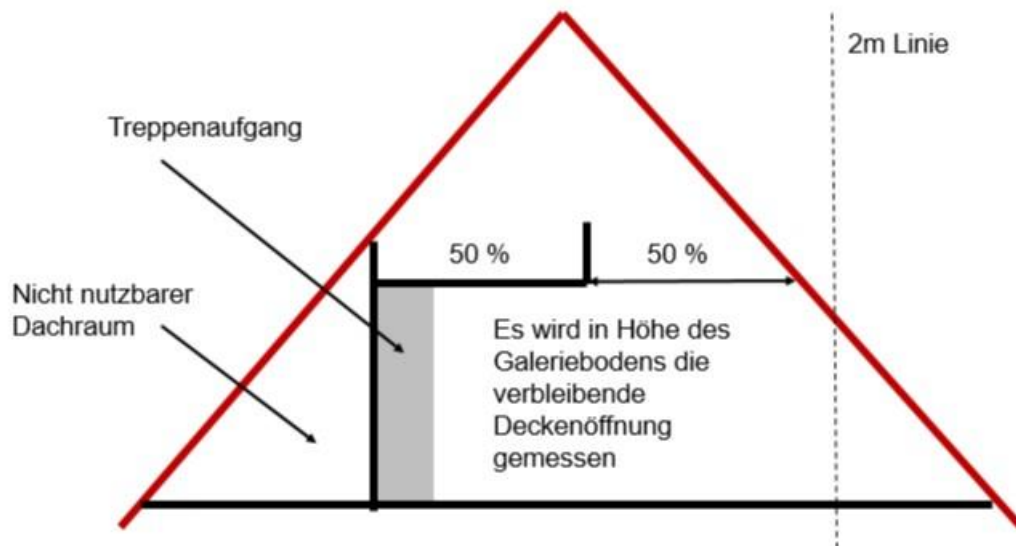 2m Linie
Treppenaufgang
50 %
50 %
Nicht nutzbarer
Dachraum
Es wird in Höhe des
Galeriebodens die
verbleibende
Deckenöffnung
gemessen